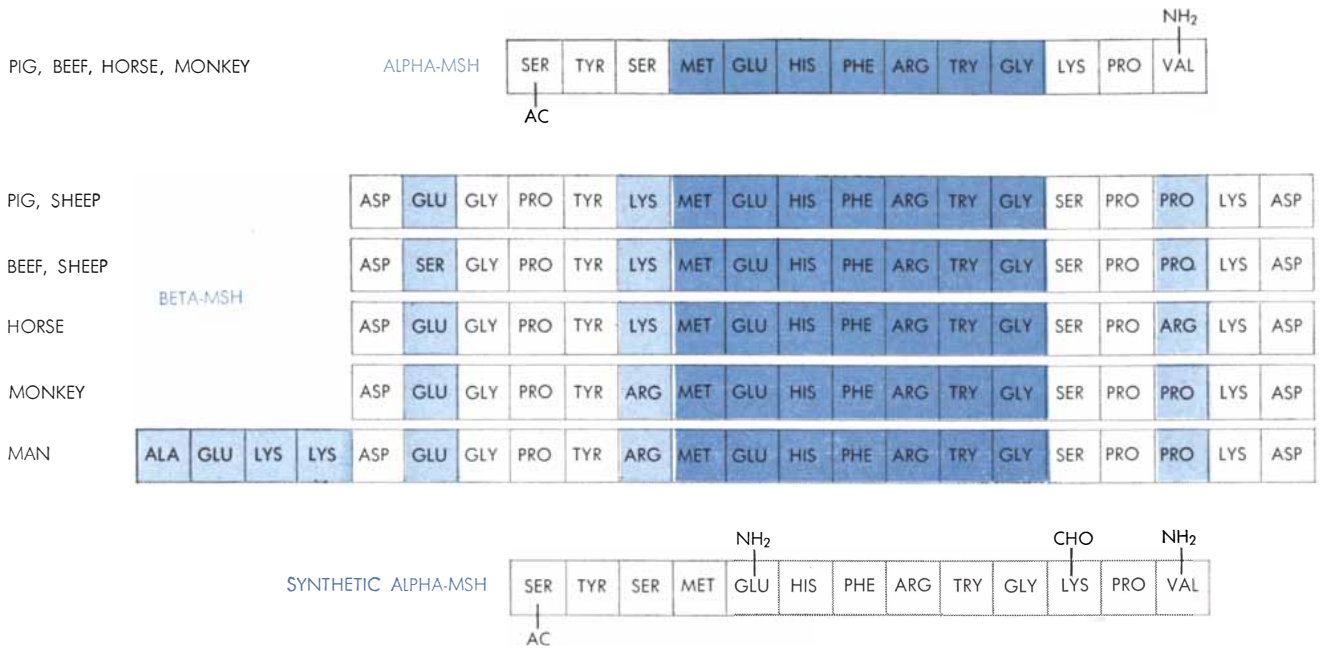 NH₂
PIG, BEEF, HORSE, MONKEY ALPHA-MSH SER TYR SER MET GLU HIS PHE ARG TRY GLY LYS PRO VAL
AC
PIG, SHEEP ASP GLU GLY PRO TYR LYS MET GLU HIS PHE ARG TRY GLY SER PRO PRO LYS ASP
BEEF, SHEEP ASP SER GLY PRO TYR LYS MET GLU HIS PHE ARG TRY GLY SER PRO PRO LYS ASP
BETA-MSH
HORSE ASP GLU GLY PRO TYR LYS MET GLU HIS PHE ARG TRY GLY SER PRO ARG LYS ASP
MONKEY ASP GLU GLY PRO TYR ARG MET GLU HIS PHE ARG TRY GLY SER PRO PRO LYS ASP
MAN ALA GLU LYS LYS ASP GLU GLY PRO TYR ARG MET GLU HIS PHE ARG TRY GLY SER PRO PRO LYS ASP
NH₂ CHO NH₂
SYNTHETIC ALPHA-MSH SER TYR SER MET GLU HIS PHE ARG TRY GLY LYS PRO VAL
AC